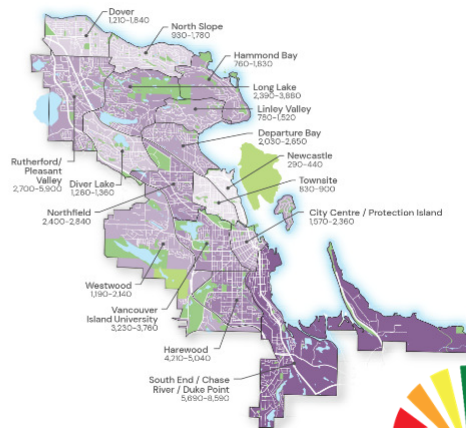 Dover
1,210-1,840
North Slope
930-1,780
Hammond Bay
760-1,630
Long Lake
2,390-3,880
Linley Valley
780-1,520
Departure Bay
2,030-2,650
Newcastle
290-440
Townsite
830-900
City Centre / Protection Island
1,570-2,360
Rutherford/
Pleasant
Valley
2,700-5,900
Diver Lake
1,260-1,360
Northfield
2,400-2,840
Westwood
1,190-2,140
Vancouver
Island University
3,230-3,760
Harewood
4,210-5,040
South End / Chase
River / Duke Point
5,690-8,590